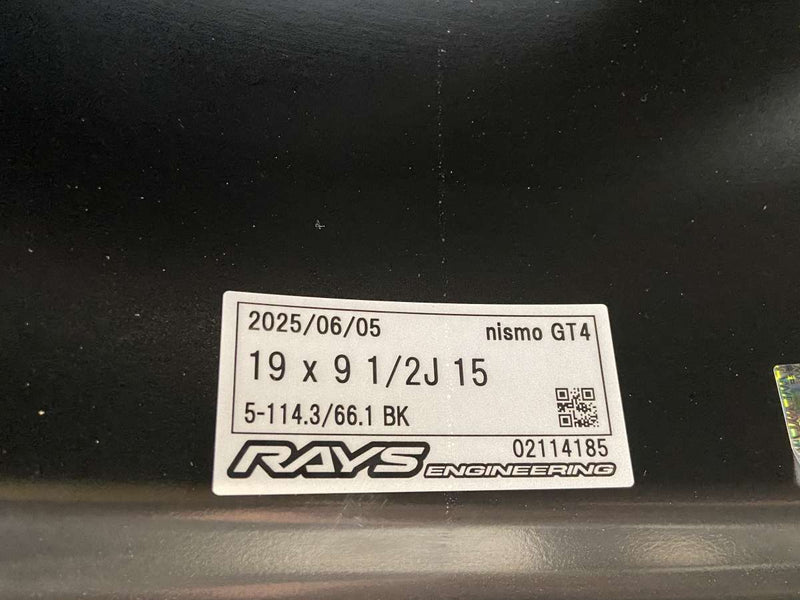 2025/06/05 nismo GT4
19 x 9 1/2J 15
5-114.3/66.1 BK
02114185
RAYS ENGINEERING